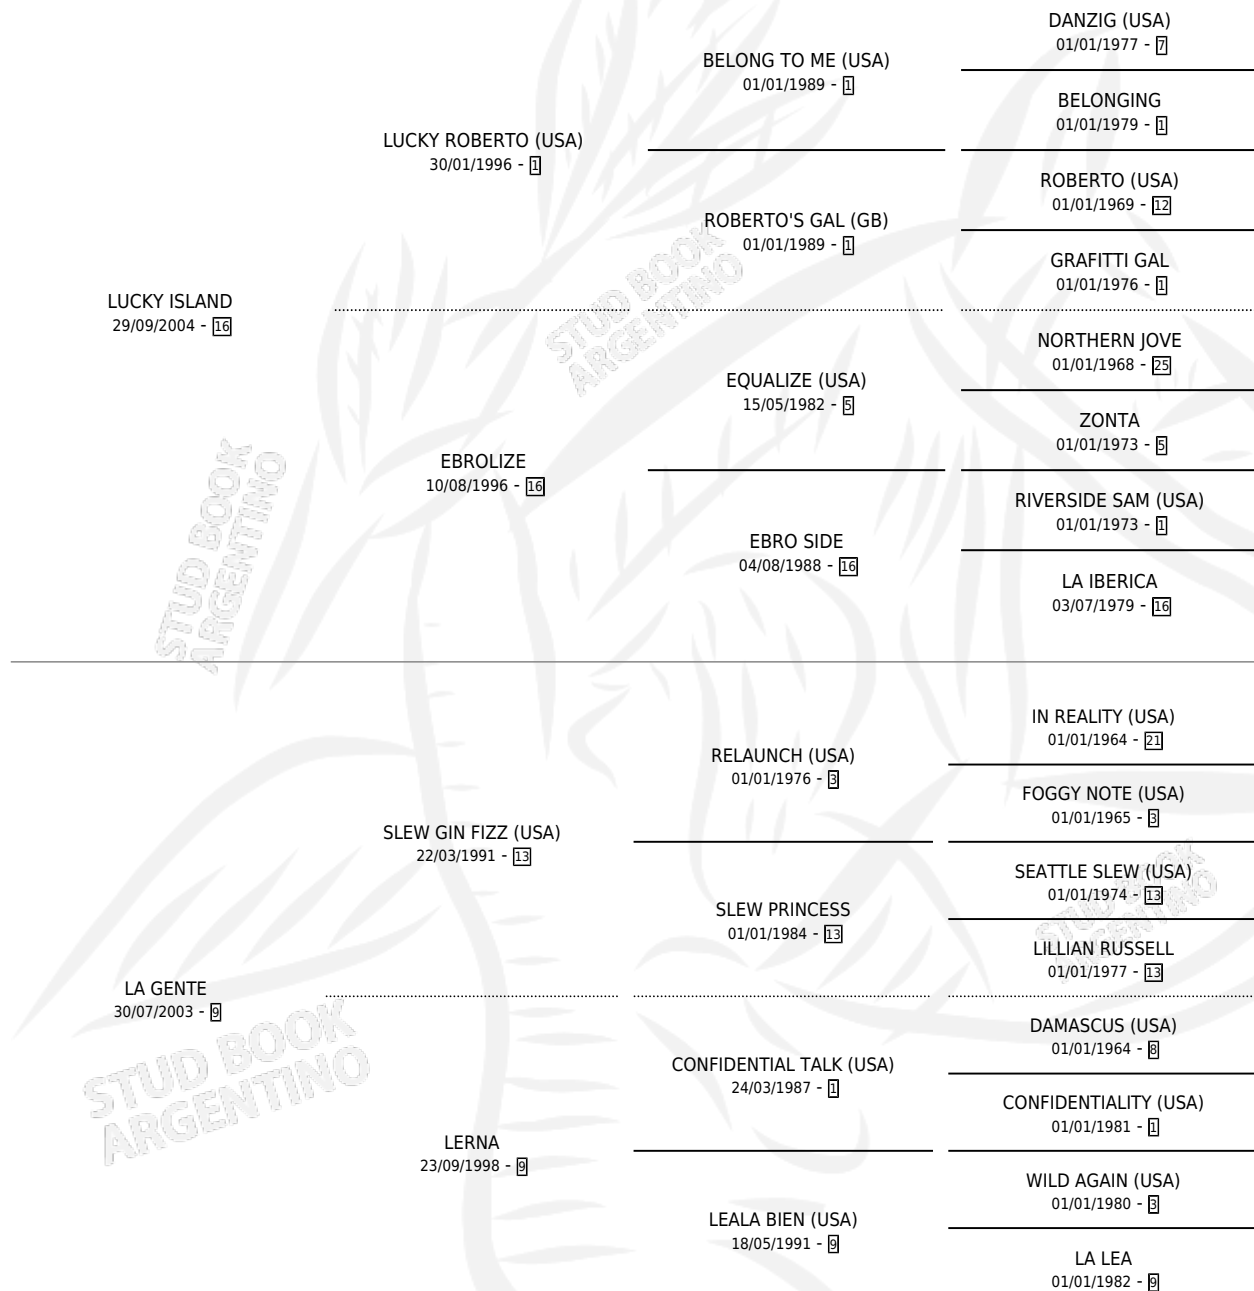 DANZIG (USA)
01/01/1977 - 7
BELONG TO ME (USA)
01/01/1989 - 1
BELONGING
01/01/1979 - 1
LUCKY ROBERTO (USA)
30/01/1996 - 1
ROBERTO (USA)
01/01/1969 - 12
ROBERTO'S GAL (GB)
01/01/1989 - 1
GRAFITTI GAL
01/01/1976 - 1
LUCKY ISLAND
29/09/2004 - 16
STUD BOOK
ARGENTINO
NORTHERN JOVE
01/01/1968 - 25
EQUALIZE (USA)
15/05/1982 - 5
ZONTA
01/01/1973 - 5
EBROLIZE
10/08/1996 - 16
RIVERSIDE SAM (USA)
01/01/1973 - 1
EBRO SIDE
04/08/1988 - 16
LA IBERICA
03/07/1979 - 16
STUD BOOK
ARGENTINO
IN REALITY (USA)
01/01/1964 - 21
RELAUNCH (USA)
01/01/1976 - 3
FOGGY NOTE (USA)
01/01/1965 - 3
SLEW GIN FIZZ (USA)
22/03/1991 - 13
SEATTLE SLEW (USA)
01/01/1974 - 13
STUD BOOK
ARGENTINO
SLEW PRINCESS
01/01/1984 - 13
LILLIAN RUSSELL
01/01/1977 - 13
LA GENTE
30/07/2003 - 9
STUD BOOK
ARGENTINO
DAMASCUS (USA)
01/01/1964 - 8
CONFIDENTIAL TALK (USA)
24/03/1987 - 1
CONFIDENTIALITY (USA)
01/01/1981 - 1
LERNA
23/09/1998 - 9
WILD AGAIN (USA)
01/01/1980 - 3
LEALA BIEN (USA)
18/05/1991 - 9
LA LEA
01/01/1982 - 9